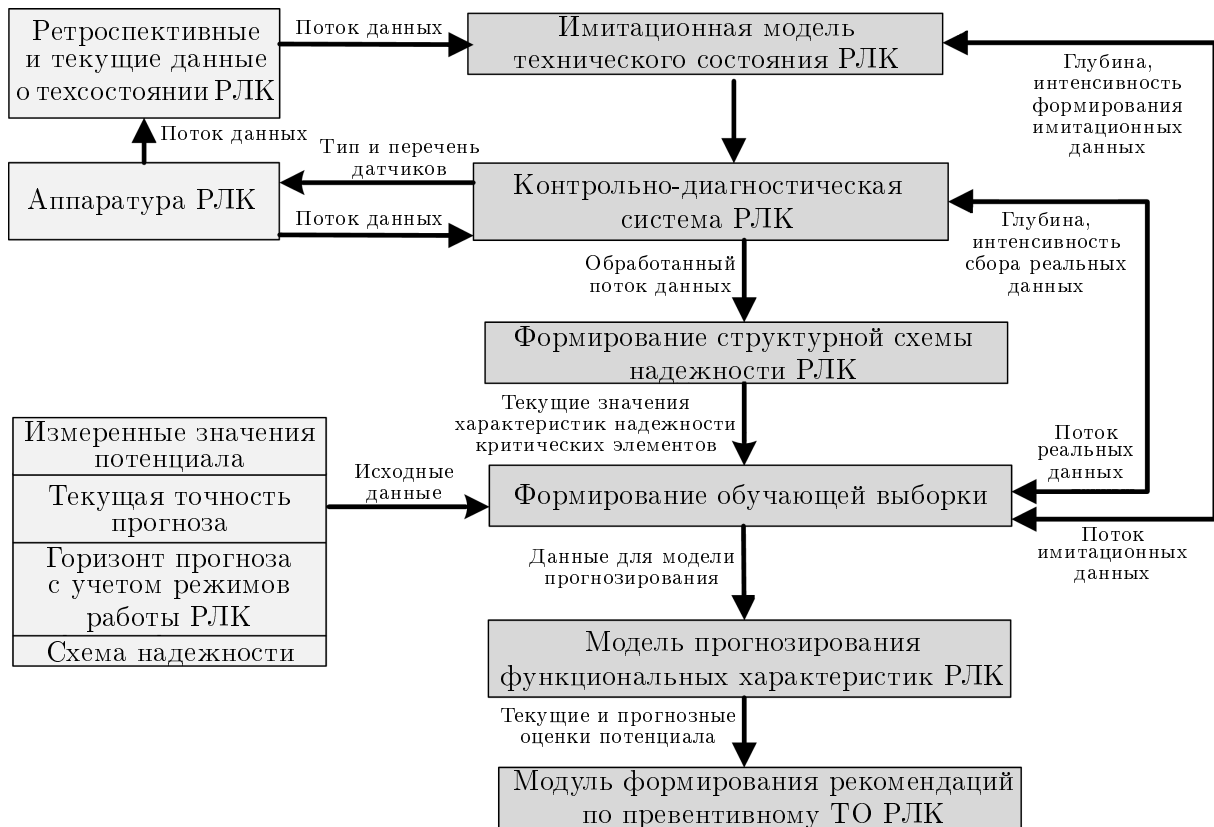 Ретроспективные
и текущие данные
о техсостоянии РЛК
Поток данных
Имитационная модель
технического состояния РЛК
Глубина,
интенсивность
формирования
имитационных
данных
Поток данных
Тип и перечень
датчиков
Аппаратура РЛК
Поток данных
Контрольно-диагностическая
система РЛК
Глубина,
интенсивность
сбора реальных
данных
Обработанный
поток данных
Формирование структурной схемы
надежности РЛК
Текущие значения
характеристик надежности
критических элементов
Измеренные значения
потенциала
Текущая точность
прогноза
Горизонт прогноза
с учетом режимов
работы РЛК
Схема надежности
Исходные
данные
Формирование обучающей выборки
Поток
реальных
данных
Поток
имитационных
данных
Данные для модели
прогнозирования
Модель прогнозирования
функциональных характеристик РЛК
Текущие и прогнозные
оценки потенциала
Модуль формирования рекомендаций
по превентивному ТО РЛК